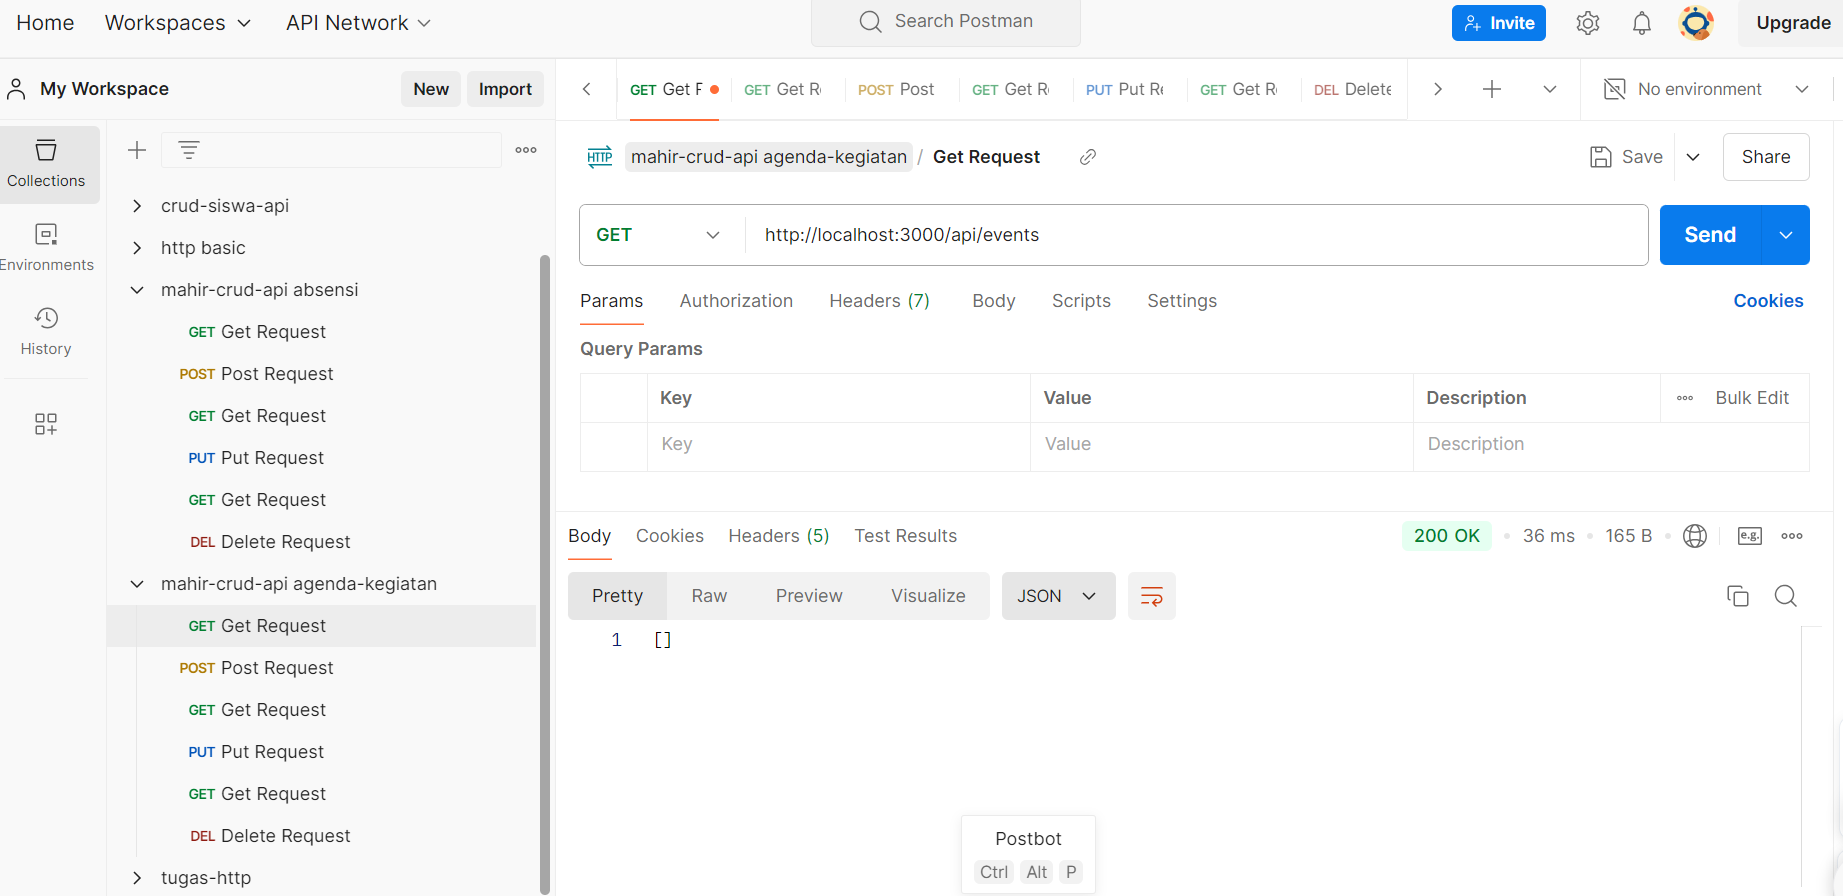 Home Workspaces API Network Search Postman Invite Upgrade
My Workspace New Import
GET Get R GET Get R POST Post GET Get R PUT Put Re GET Get R DEL Delete No environment
Collections
Environments
History
crud-siswa-api
http basic
mahir-crud-api absensi
GET Get Request
POST Post Request
GET Get Request
PUT Put Request
GET Get Request
DEL Delete Request
mahir-crud-api agenda-kegiatan
GET Get Request
POST Post Request
GET Get Request
PUT Put Request
GET Get Request
DEL Delete Request
tugas-http
HTTP mahir-crud-api agenda-kegiatan / Get Request Save Share
GET http://localhost:3000/api/events Send
Params Authorization Headers (7) Body Scripts Settings Cookies
Query Params
Key Value Description Bulk Edit
Key Value Description
Body Cookies Headers (5) Test Results 200 OK 36 ms 165 B e.g.
Pretty Raw Preview Visualize JSON
1 []
Postbot
Ctrl Alt P